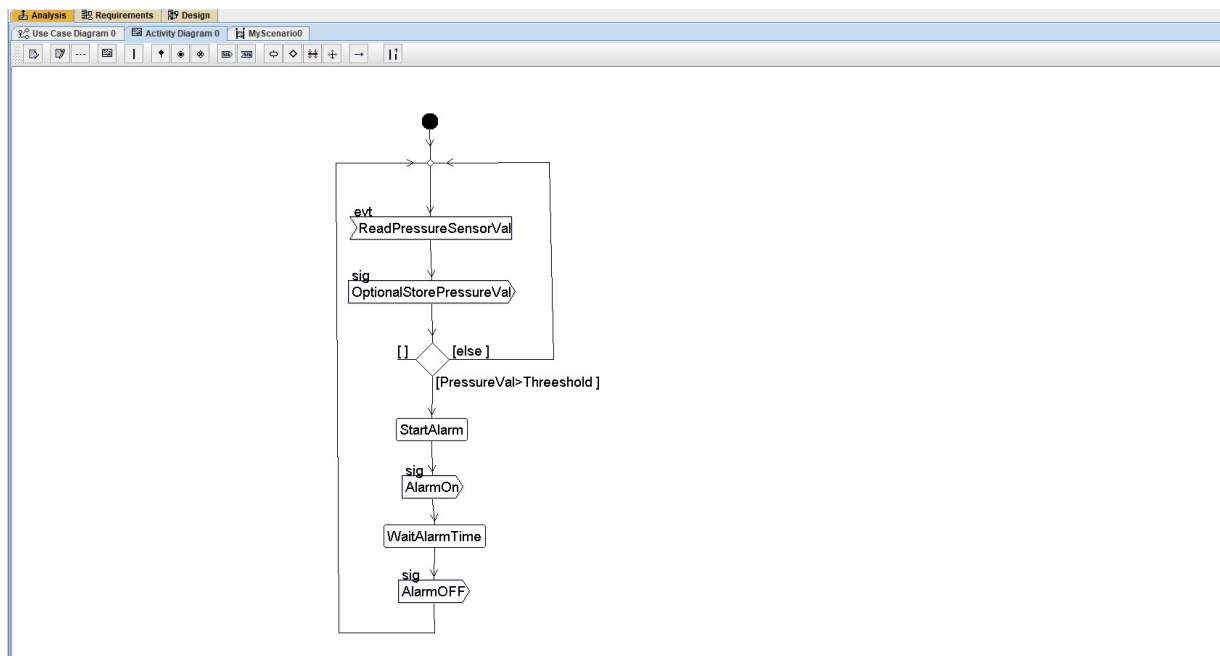 Analysis Requirements Design
Use Case Diagram 0 Activity Diagram 0 MyScenario0
evt
ReadPressureSensorVal
sig
OptionalStorePressureVal
[ ] [else ]
[PressureVal>Threeshold ]
StartAlarm
sig
AlarmOn
WaitAlarmTime
sig
AlarmOFF